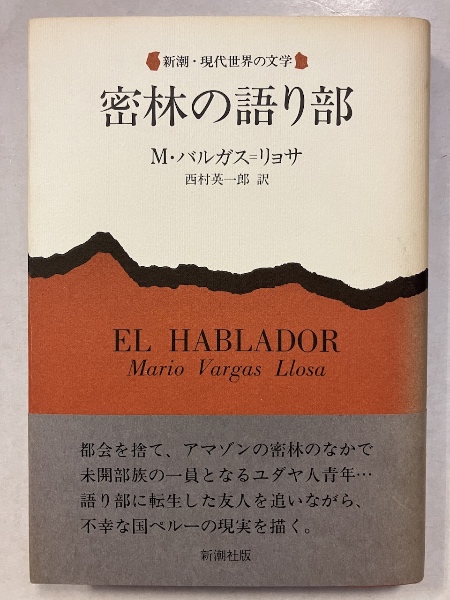 新潮・現代世界の文学
密林の語り部
M・バルガス=リョサ
西村英一郎 訳
EL HABLADOR
Mario Vargas Llosa
都会を捨て、アマゾンの密林のなかで
未開部族の一員となるユダヤ人青年…
語り部に転生した友人を追いながら、
不幸な国ペルーの現実を描く。
新潮社版